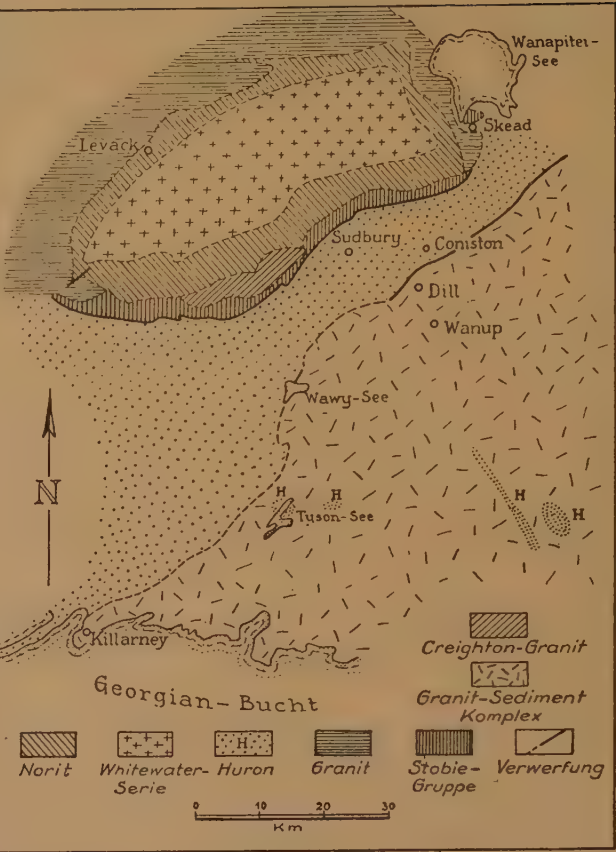 Wanapitei-
See
Skead
Levack
Sudbury
Coniston
Dill
Wanup
Wawy-See
H
H
H
H
Tyson-See
N
Killarney
Georgian-Bucht
Creighton-Granit
Granit-Sediment
Komplex
H
Norit
Whitewater-
Serie
Huron
Granit
Stobie-
Gruppe
Verwerfung
0 10 20 30
Km